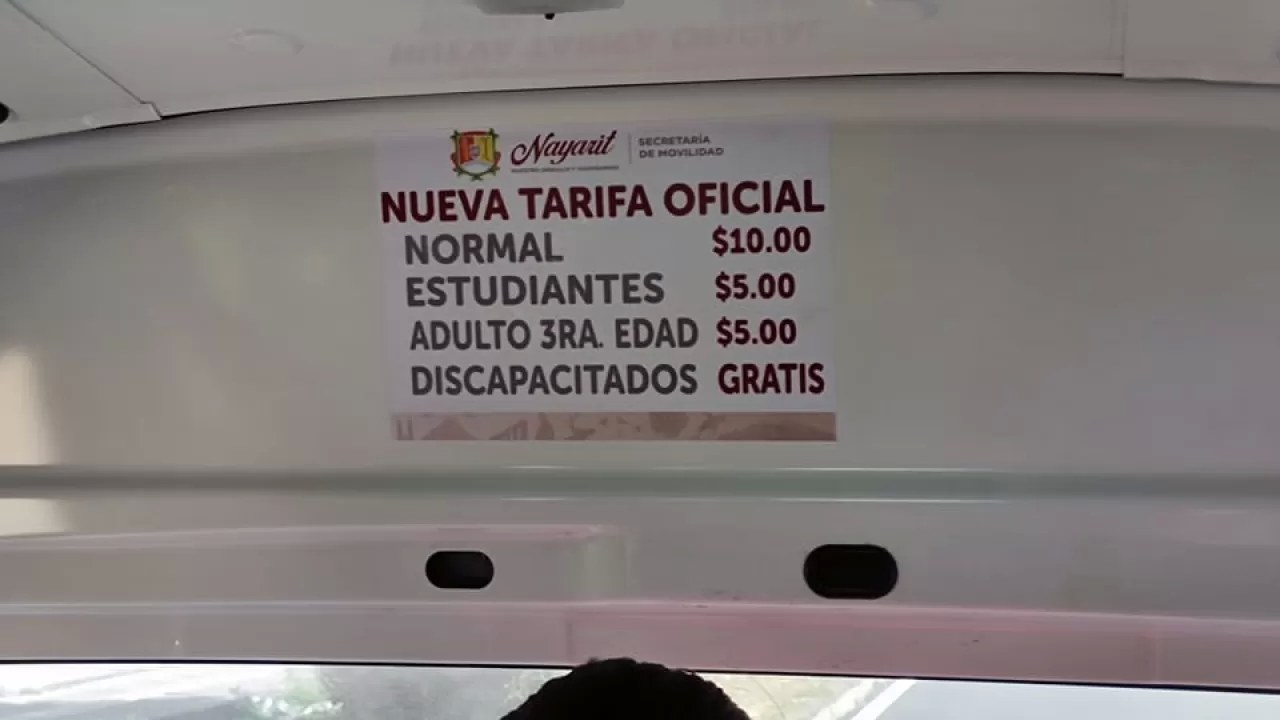 Nayarit
SECRETARÍA
DE MOVILIDAD
NUEVA TARIFA OFICIAL
NORMAL $10.00
ESTUDIANTES $5.00
ADULTO 3RA. EDAD $5.00
DISCAPACITADOS GRATIS